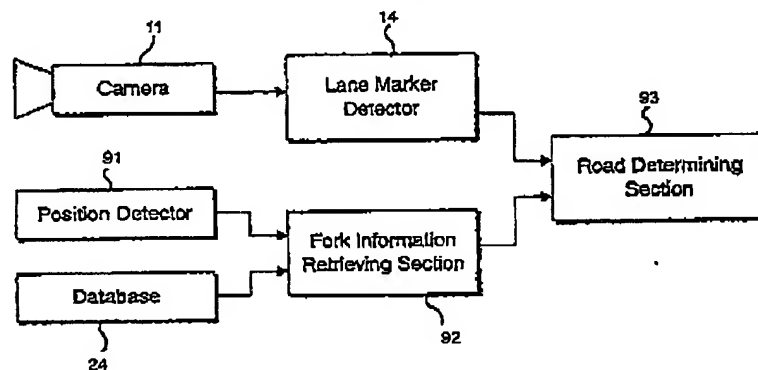 11
Camera
14
Lane Marker
Detector
93
Road Determining
Section
91
Position Detector
Fork Information
Retrieving Section
92
Database
24